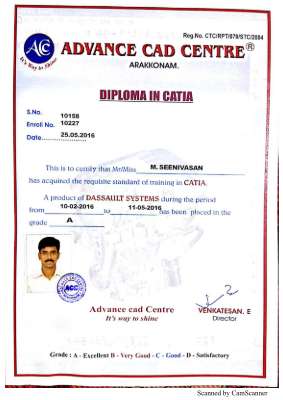 Reg.No. CTC/RPT/879/STC/2004
ACC
It's Way to Shine
ADVANCE CAD CENTRE®
ARAKKONAM.
DIPLOMA IN CATIA
S.No. 10158
Enroll No. 10227
Date 25.05.2016
This is to certify that Mr/Miss M. SEENIVASAN
has acquired the requisite standard of training in CATIA.
A product of DASSAULT SYSTEMS during the period
from 10-02-2016 to 11-05-2016 has been placed in the
grade A
ACC
Advance cad Centre
It's way to shine
VENKATESAN. E
Director
Grade : A - Excellent B - Very Good - C - Good - D - Satisfactory
Scanned by CamScanner